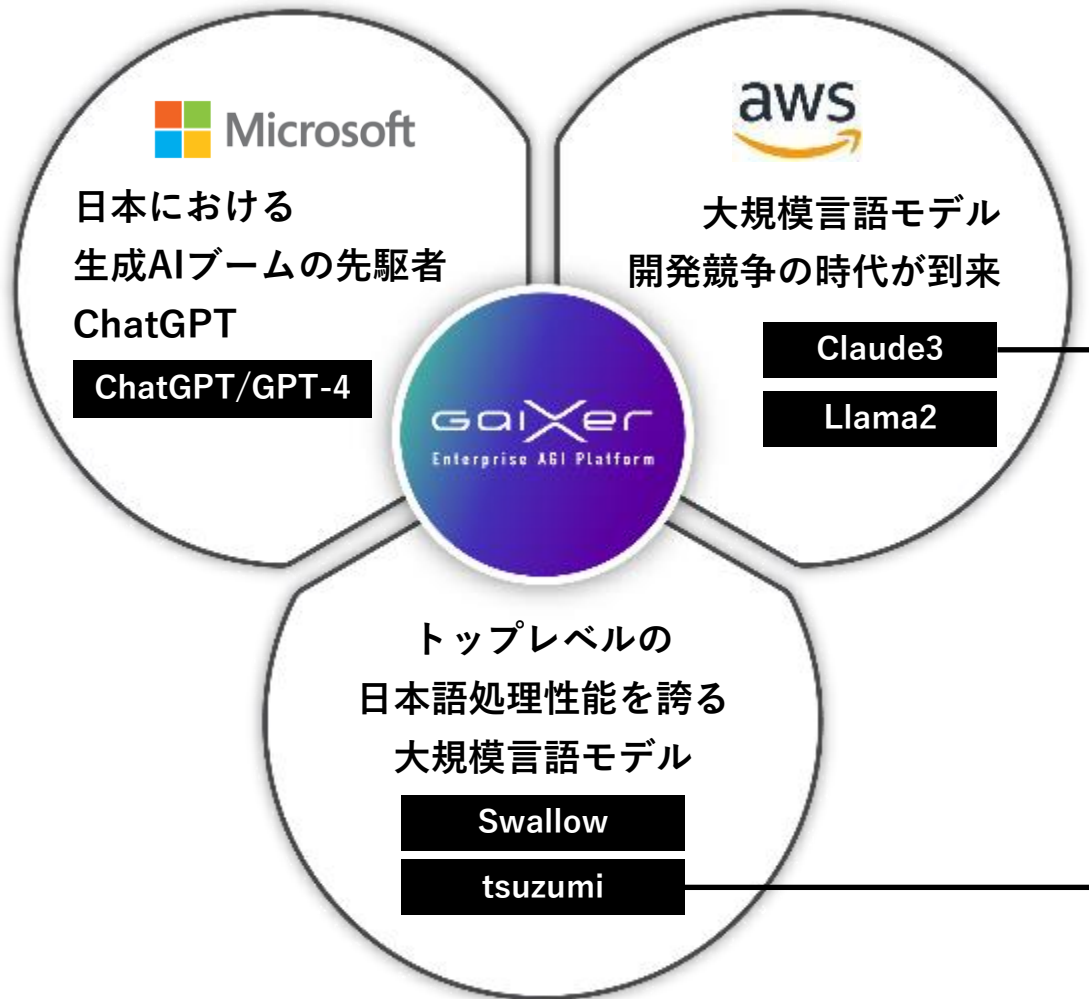 Microsoft
日本における
生成AIブームの先駆者
ChatGPT
ChatGPT/GPT-4
aws
大規模言語モデル
開発競争の時代が到来
Claude3
Llama2
GaiXer
Enterprise AGI Platform
トップレベルの
日本語処理性能を誇る
大規模言語モデル
Swallow
tsuzumi